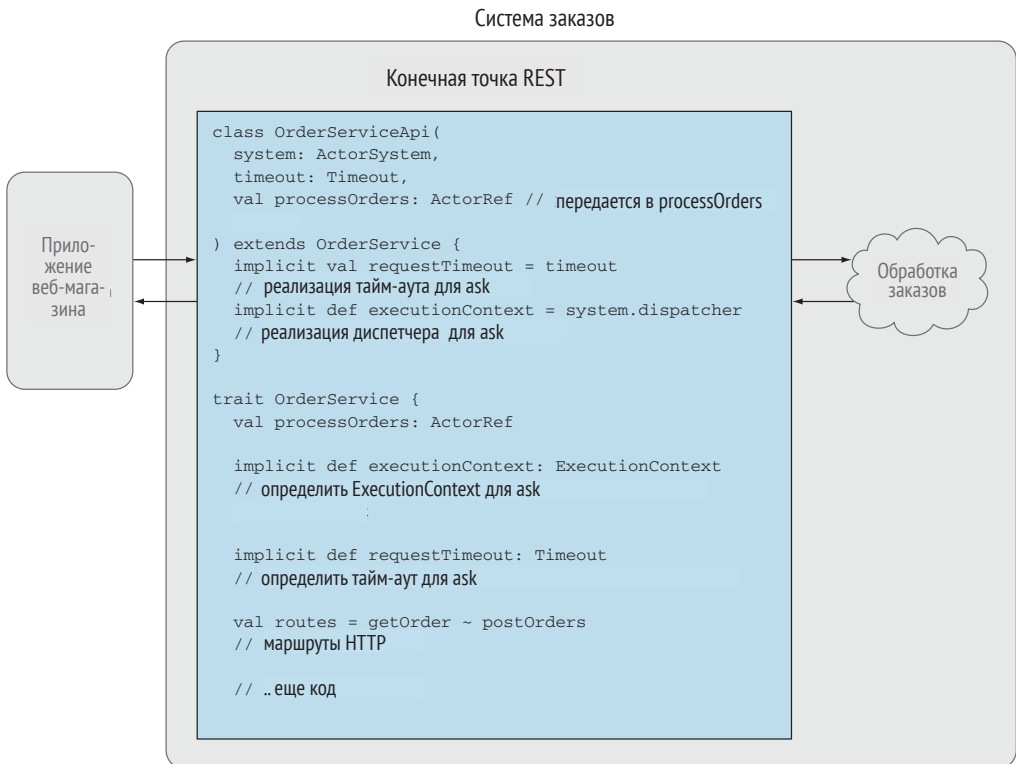 Система заказов
Конечная точка REST
class OrderServiceApi(
system: ActorSystem,
timeout: Timeout,
val processOrders: ActorRef // передается в processOrders
) extends OrderService {
implicit val requestTimeout = timeout
// реализация тайм-аута для ask
implicit def executionContext = system.dispatcher
// реализация диспетчера для ask
}
trait OrderService {
val processOrders: ActorRef
implicit def executionContext: ExecutionContext
// определить ExecutionContext для ask
implicit def requestTimeout: Timeout
// определить тайм-аут для ask
val routes = getOrder ~ postOrders
// маршруты HTTP
// .. еще код
Прило-
жение
веб-мага-
зина
Обработка
заказов